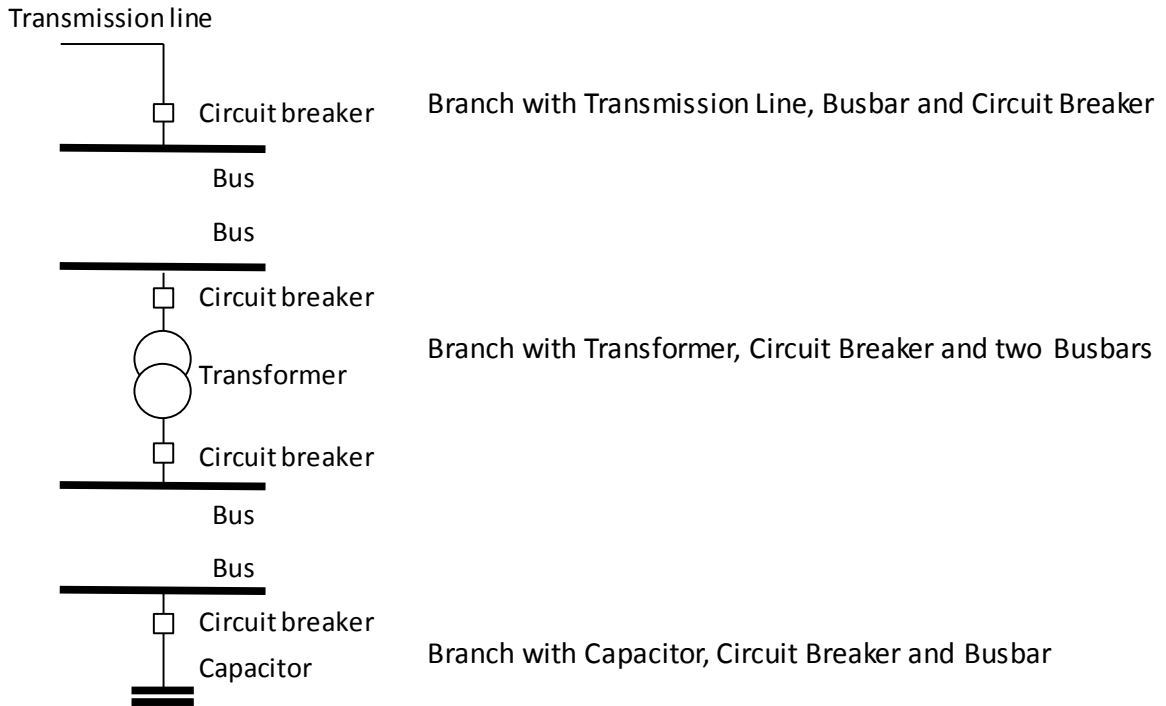 Transmission line
Circuit breaker
Branch with Transmission Line, Busbar and Circuit Breaker
Bus
Bus
Circuit breaker
Branch with Transformer, Circuit Breaker and two Busbars
Transformer
Circuit breaker
Bus
Bus
Circuit breaker
Branch with Capacitor, Circuit Breaker and Busbar
Capacitor